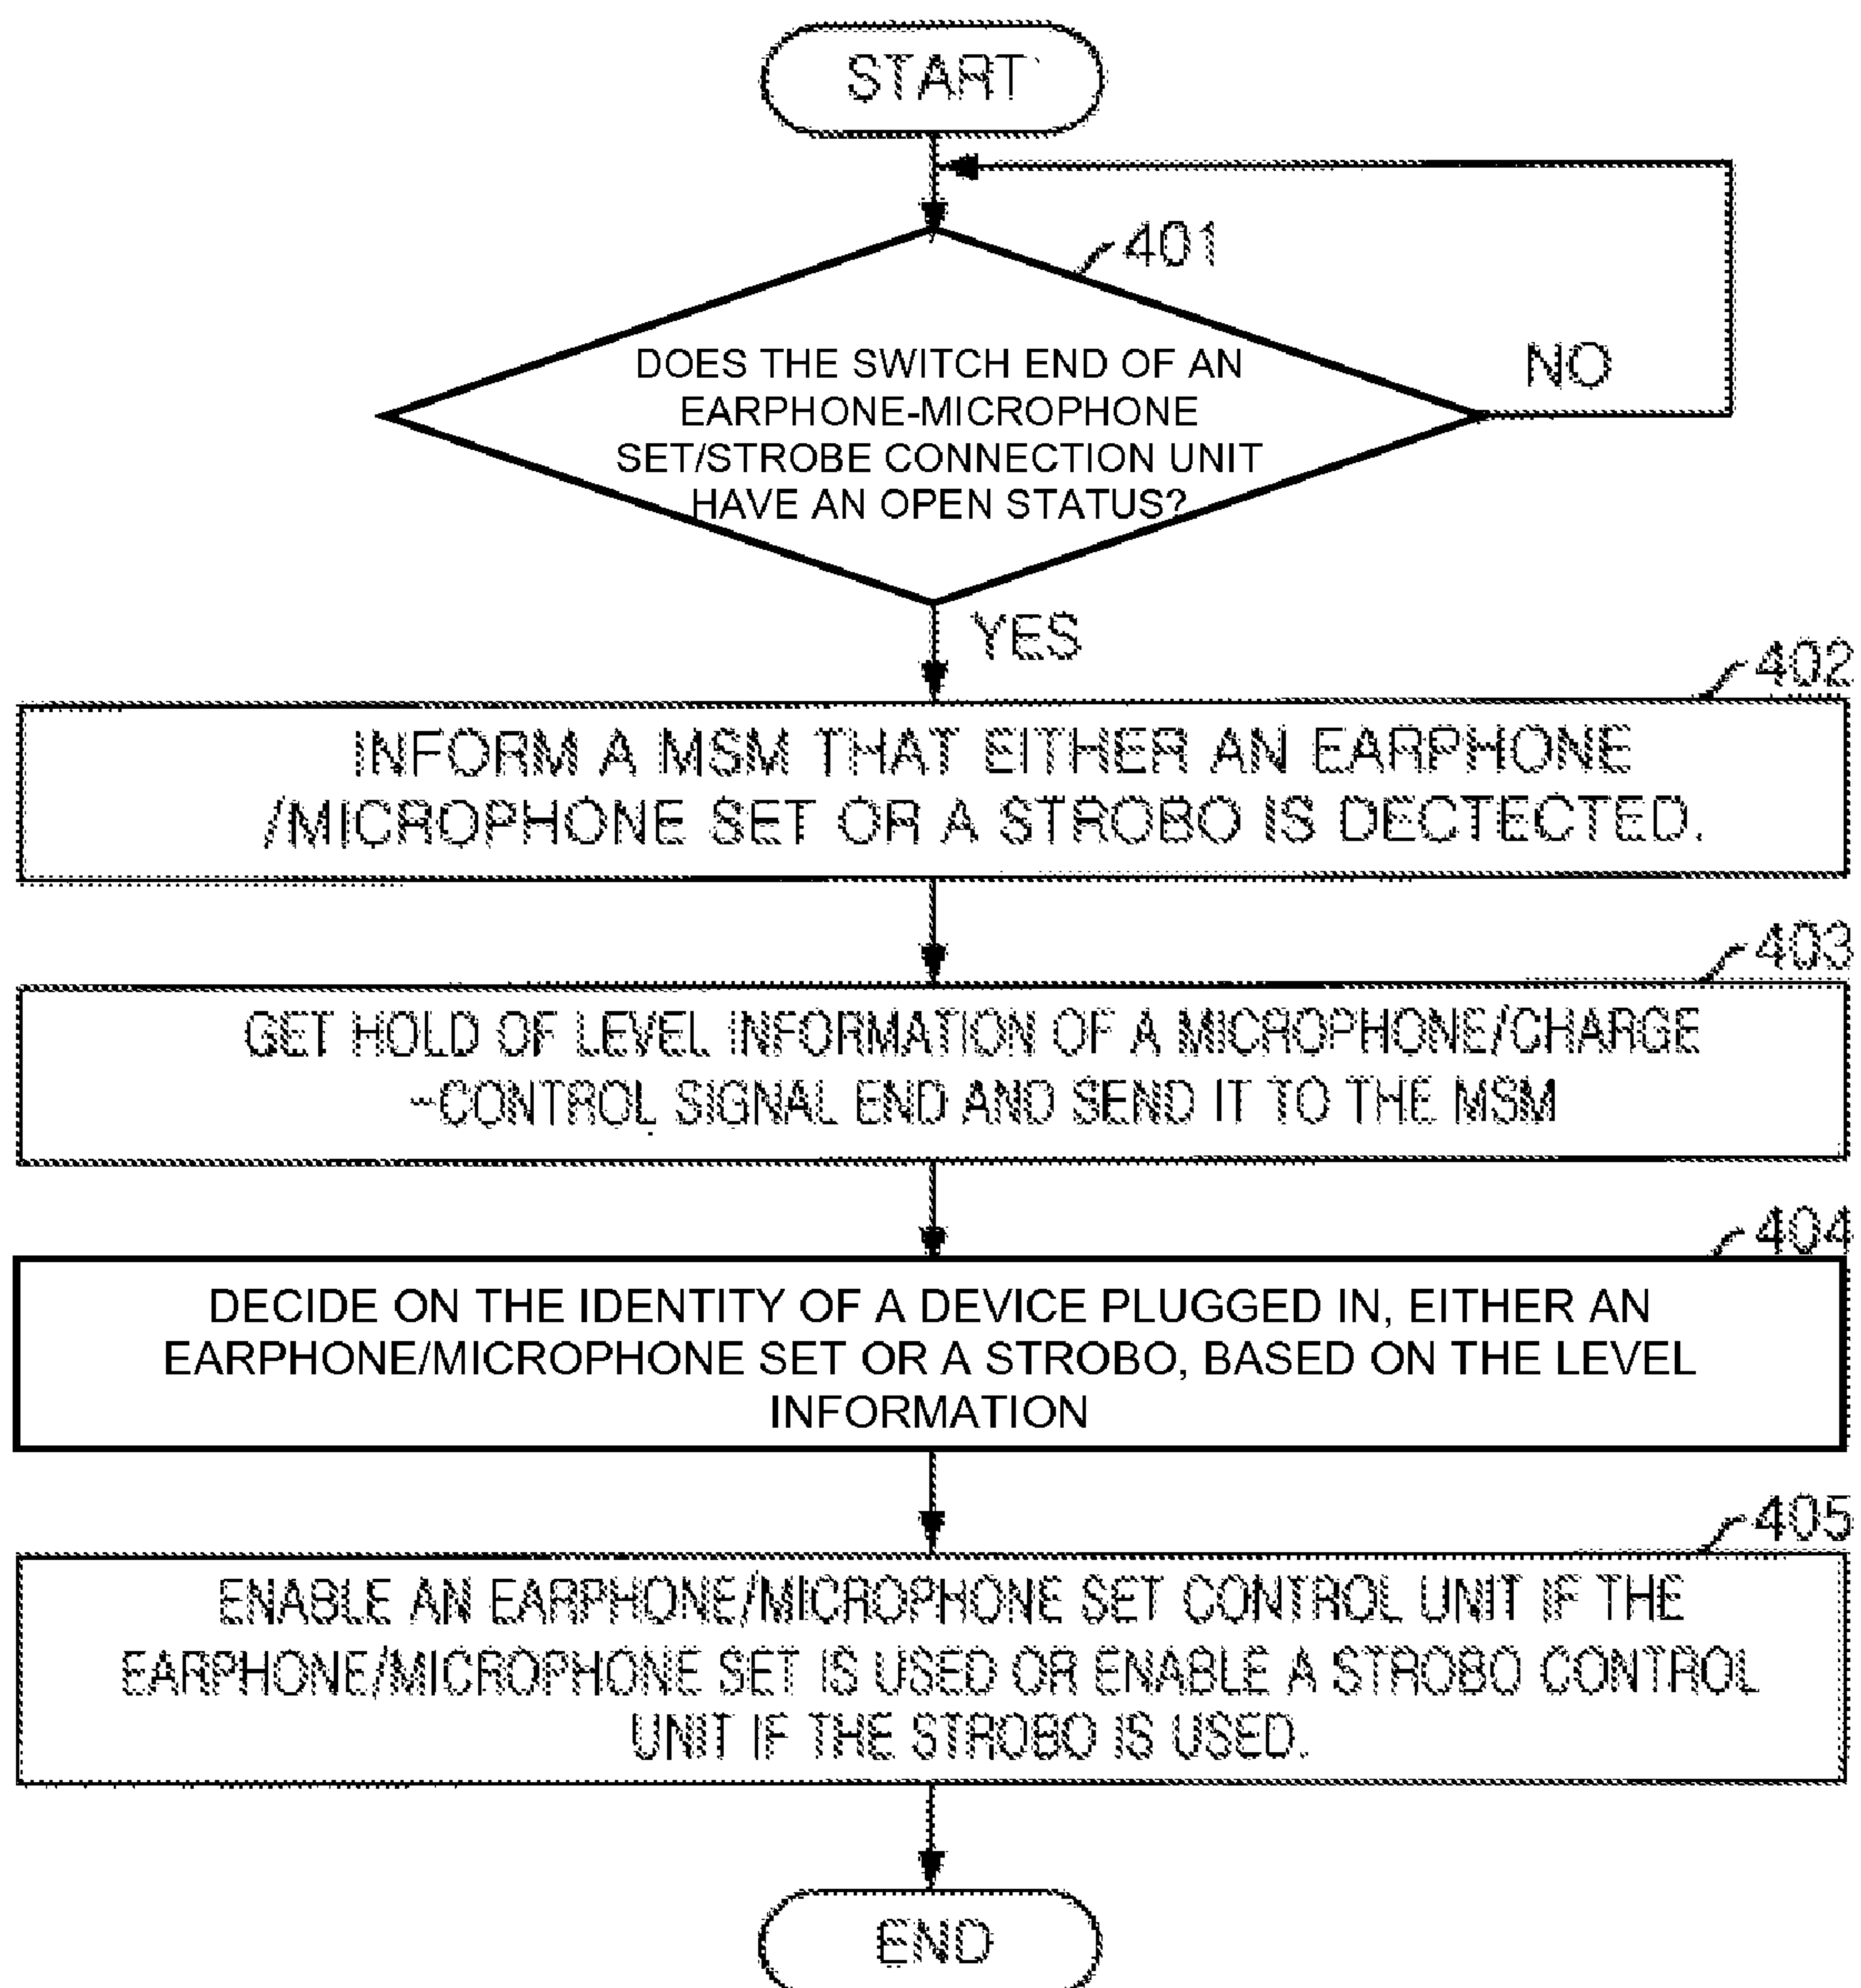 START
401
DOES THE SWITCH END OF AN
EARPHONE-MICROPHONE
SET/STROBE CONNECTION UNIT
HAVE AN OPEN STATUS?
NO
YES
402
INFORM A MSM THAT EITHER AN EARPHONE
/MICROPHONE SET OR A STROBO IS DECTECTED.
403
GET HOLD OF LEVEL INFORMATION OF A MICROPHONE/CHARGE
-CONTROL SIGNAL END AND SEND IT TO THE MSM
404
DECIDE ON THE IDENTITY OF A DEVICE PLUGGED IN, EITHER AN
EARPHONE/MICROPHONE SET OR A STROBO, BASED ON THE LEVEL
INFORMATION
405
ENABLE AN EARPHONE/MICROPHONE SET CONTROL UNIT IF THE
EARPHONE/MICROPHONE SET IS USED OR ENABLE A STROBO CONTROL
UNIT IF THE STROBO IS USED.
END